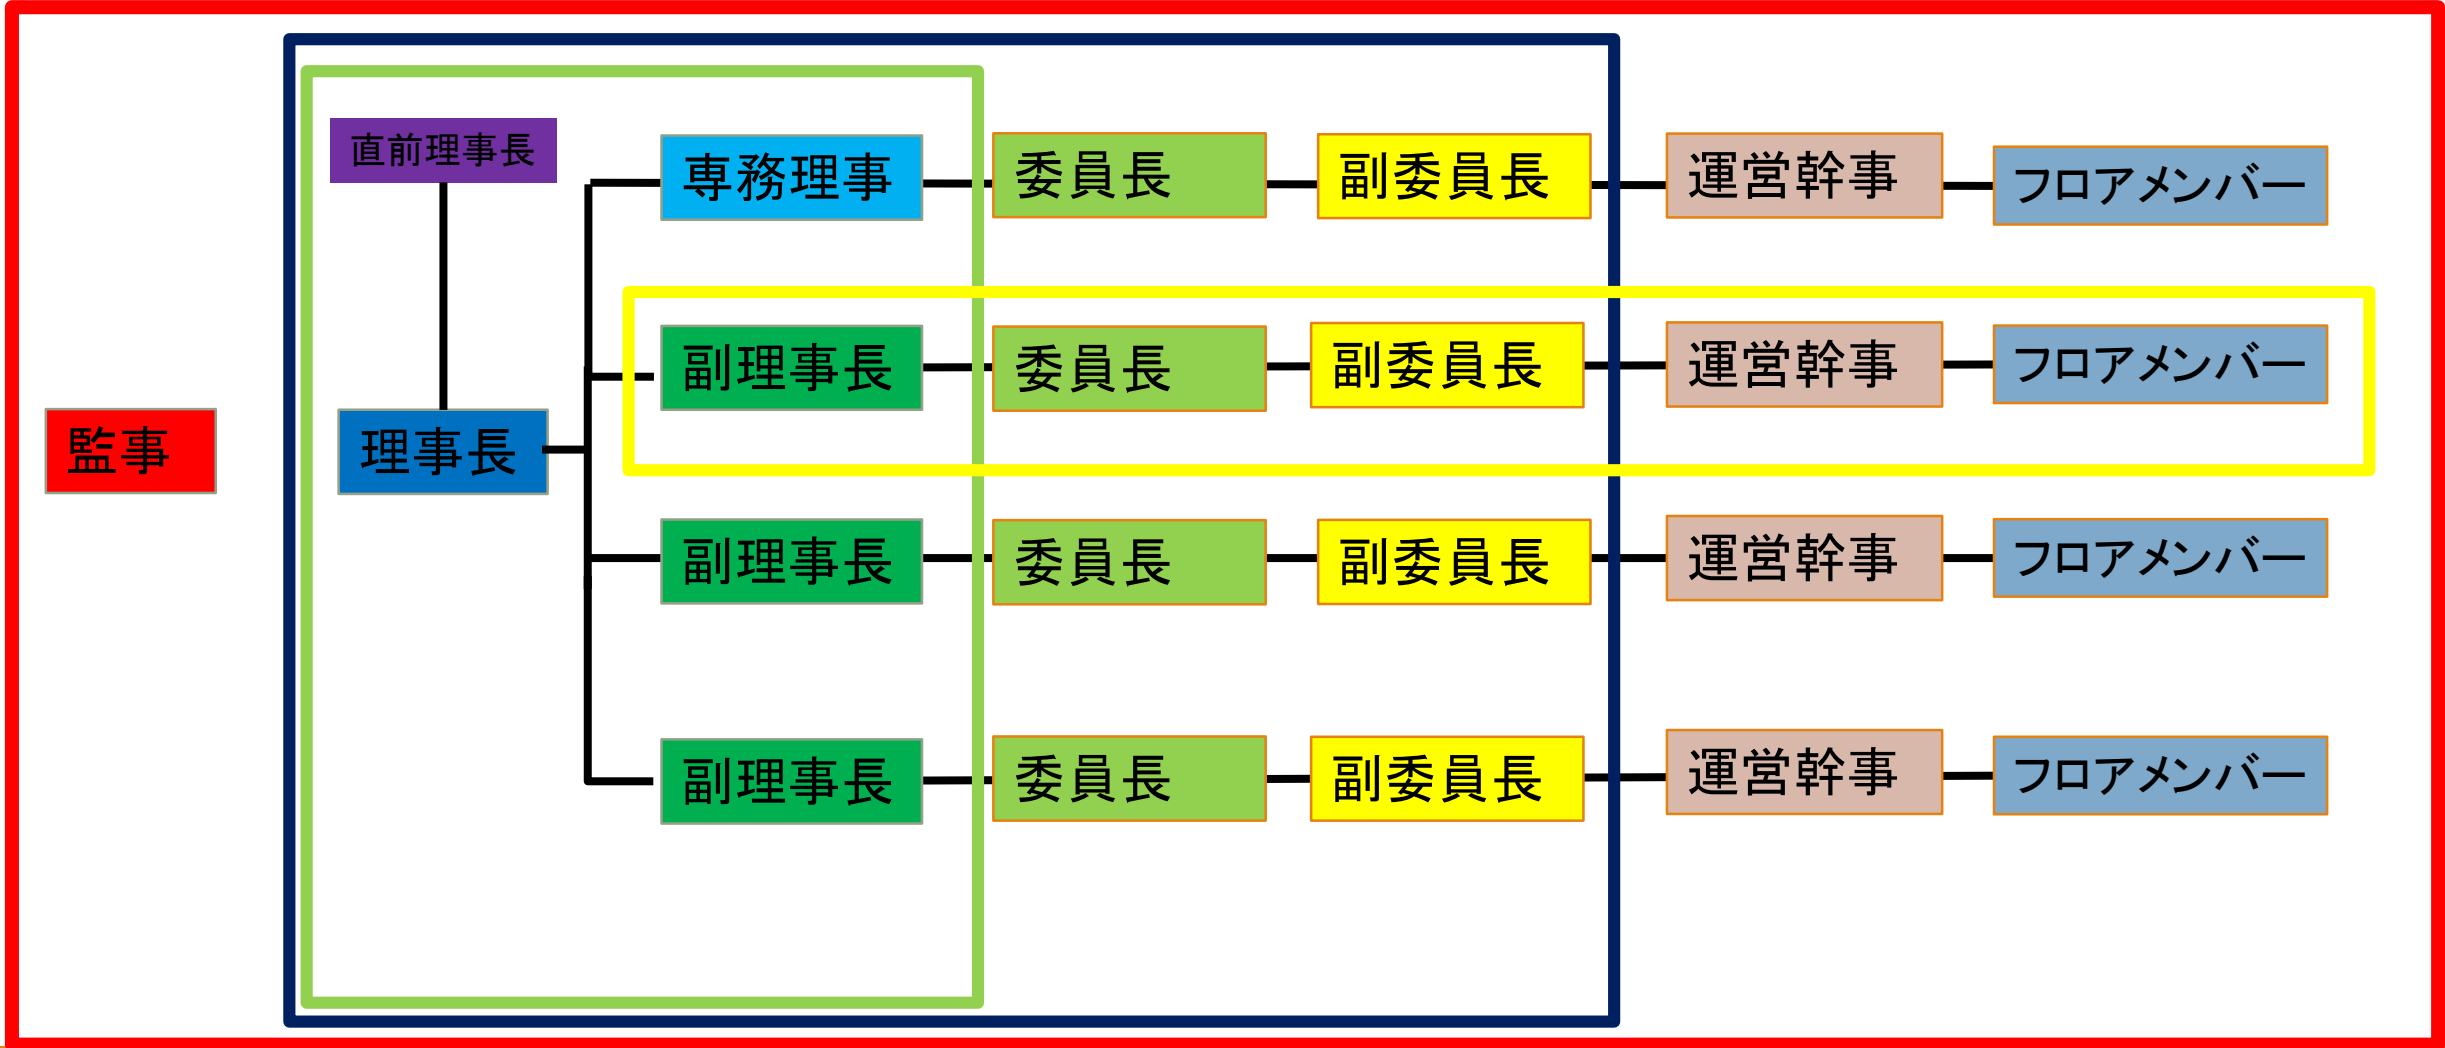 直前理事長
専務理事
委員長
副委員長
運営幹事
フロアメンバー
副理事長
委員長
副委員長
運営幹事
フロアメンバー
監事
理事長
副理事長
委員長
副委員長
運営幹事
フロアメンバー
副理事長
委員長
副委員長
運営幹事
フロアメンバー